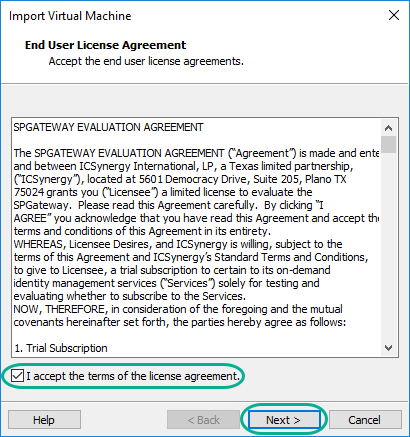 Import Virtual Machine
End User License Agreement
Accept the end user license agreements.
SPGATEWAY EVALUATION AGREEMENT
The SPGATEWAY EVALUATION AGREEMENT ("Agreement") is made and ente
and between ICSynergy International, LP, a Texas limited partnership,
("ICSynergy"), located at 5601 Democracy Drive, Suite 205, Plano TX
75024 grants you ("Licensee") a limited license to evaluate the
SPGateway. Please read this Agreement carefully. By clicking "I
AGREE" you acknowledge that you have read this Agreement and accept the
terms and conditions of this Agreement in its entirety.
WHEREAS, Licensee Desires, and ICSynergy is willing, subject to the
terms of this Agreement and ICSynergy's Standard Terms and Conditions,
to give to Licensee, a trial subscription to certain to its on-demand
identity management services ("Services") solely for testing and
evaluating whether to subscribe to the Services.
NOW, THEREFORE, in consideration of the foregoing and the mutual
covenants hereinafter set forth, the parties hereby agree as follows:
1. Trial Subscription
I accept the terms of the license agreement.
Help
< Back
Next >
Cancel